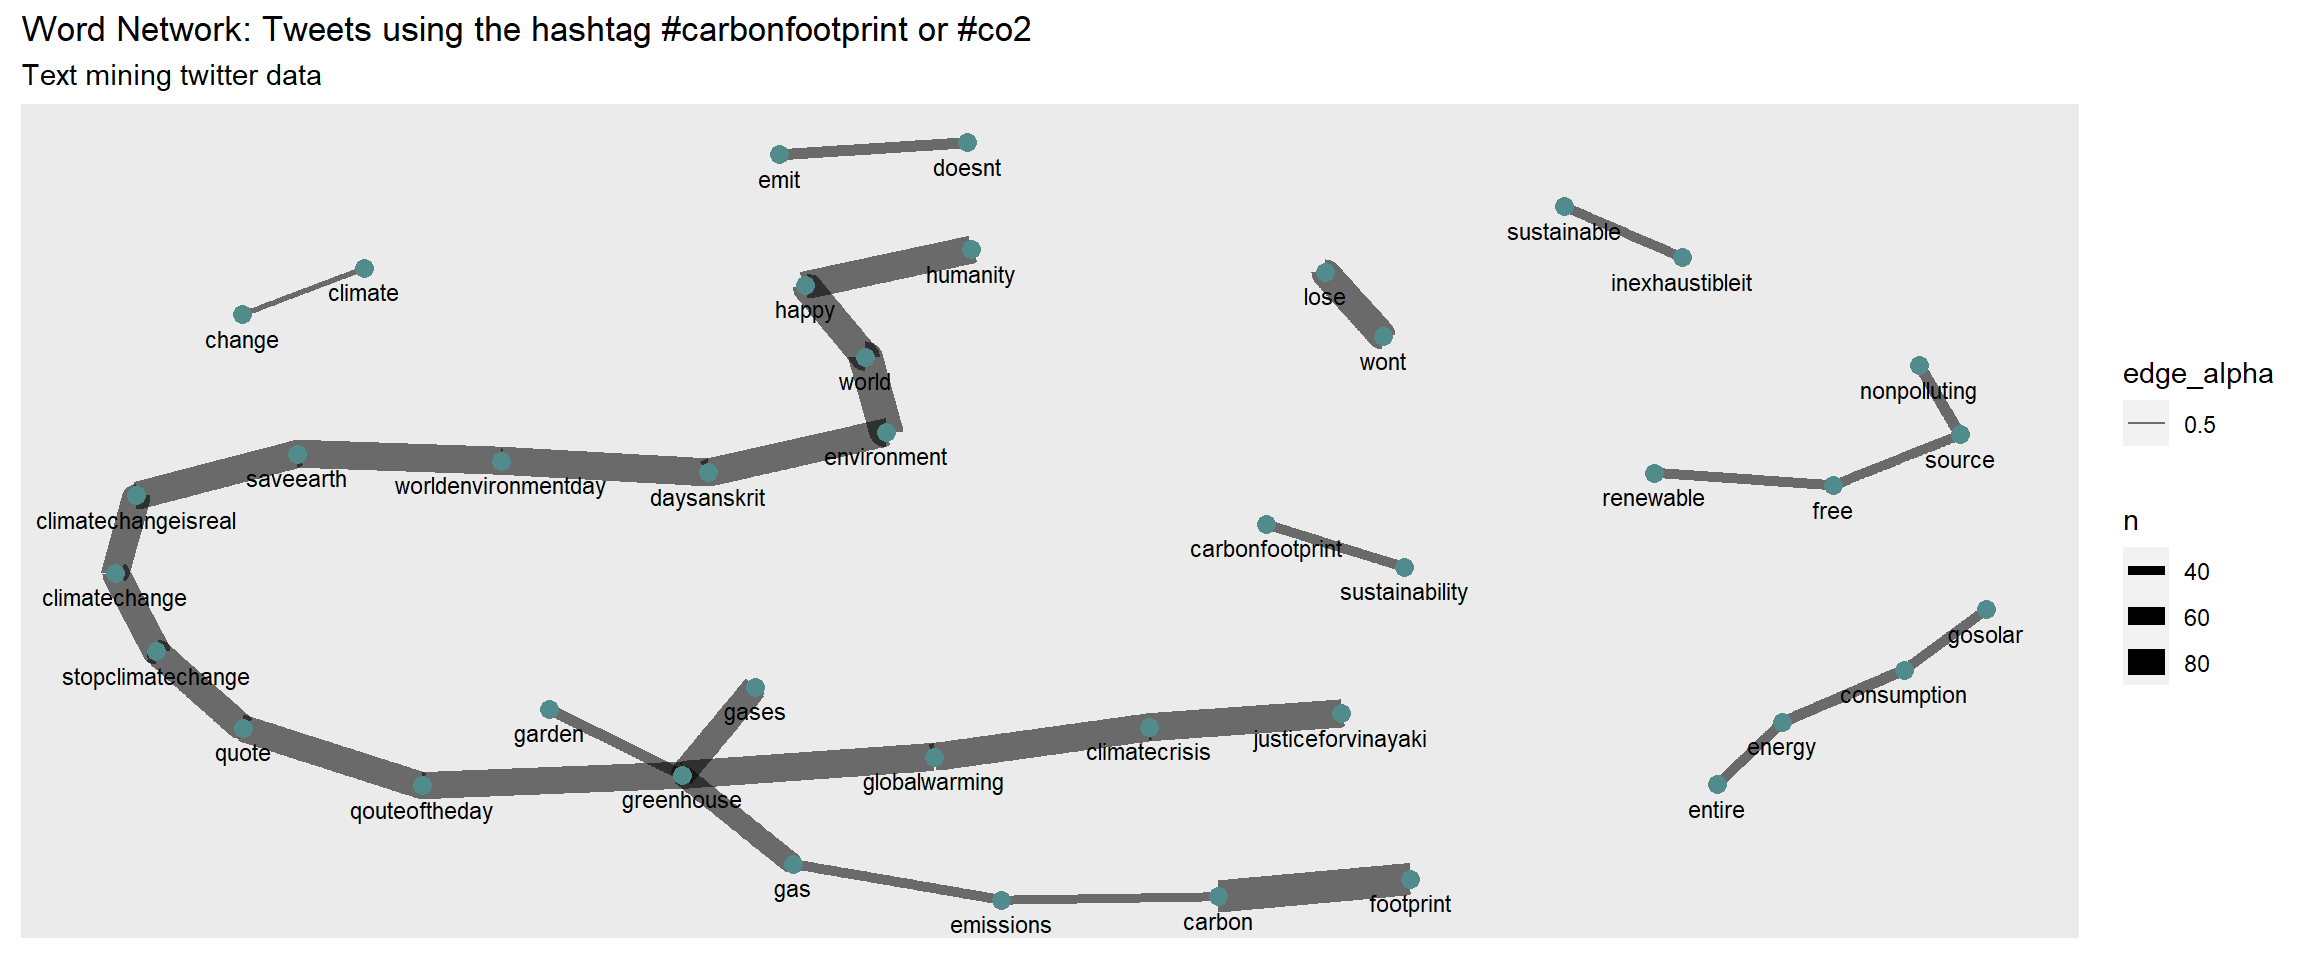 Word Network: Tweets using the hashtag #carbonfootprint or #co2
Text mining twitter data
emit
doesnt
sustainable
inexhaustibleit
climate
change
humanity
happy
world
environment
lose
wont
nonpolluting
source
free
renewable
saveearth
worldenvironmentday
daysanskrit
climatechangeisreal
climatechange
stopclimatechange
quote
qouteoftheday
carbonfootprint
sustainability
gosolar
consumption
energy
entire
garden
gases
greenhouse
globalwarming
climatecrisis
justiceforvinayaki
gas
emissions
carbon
footprint
edge_alpha
0.5
n
40
60
80